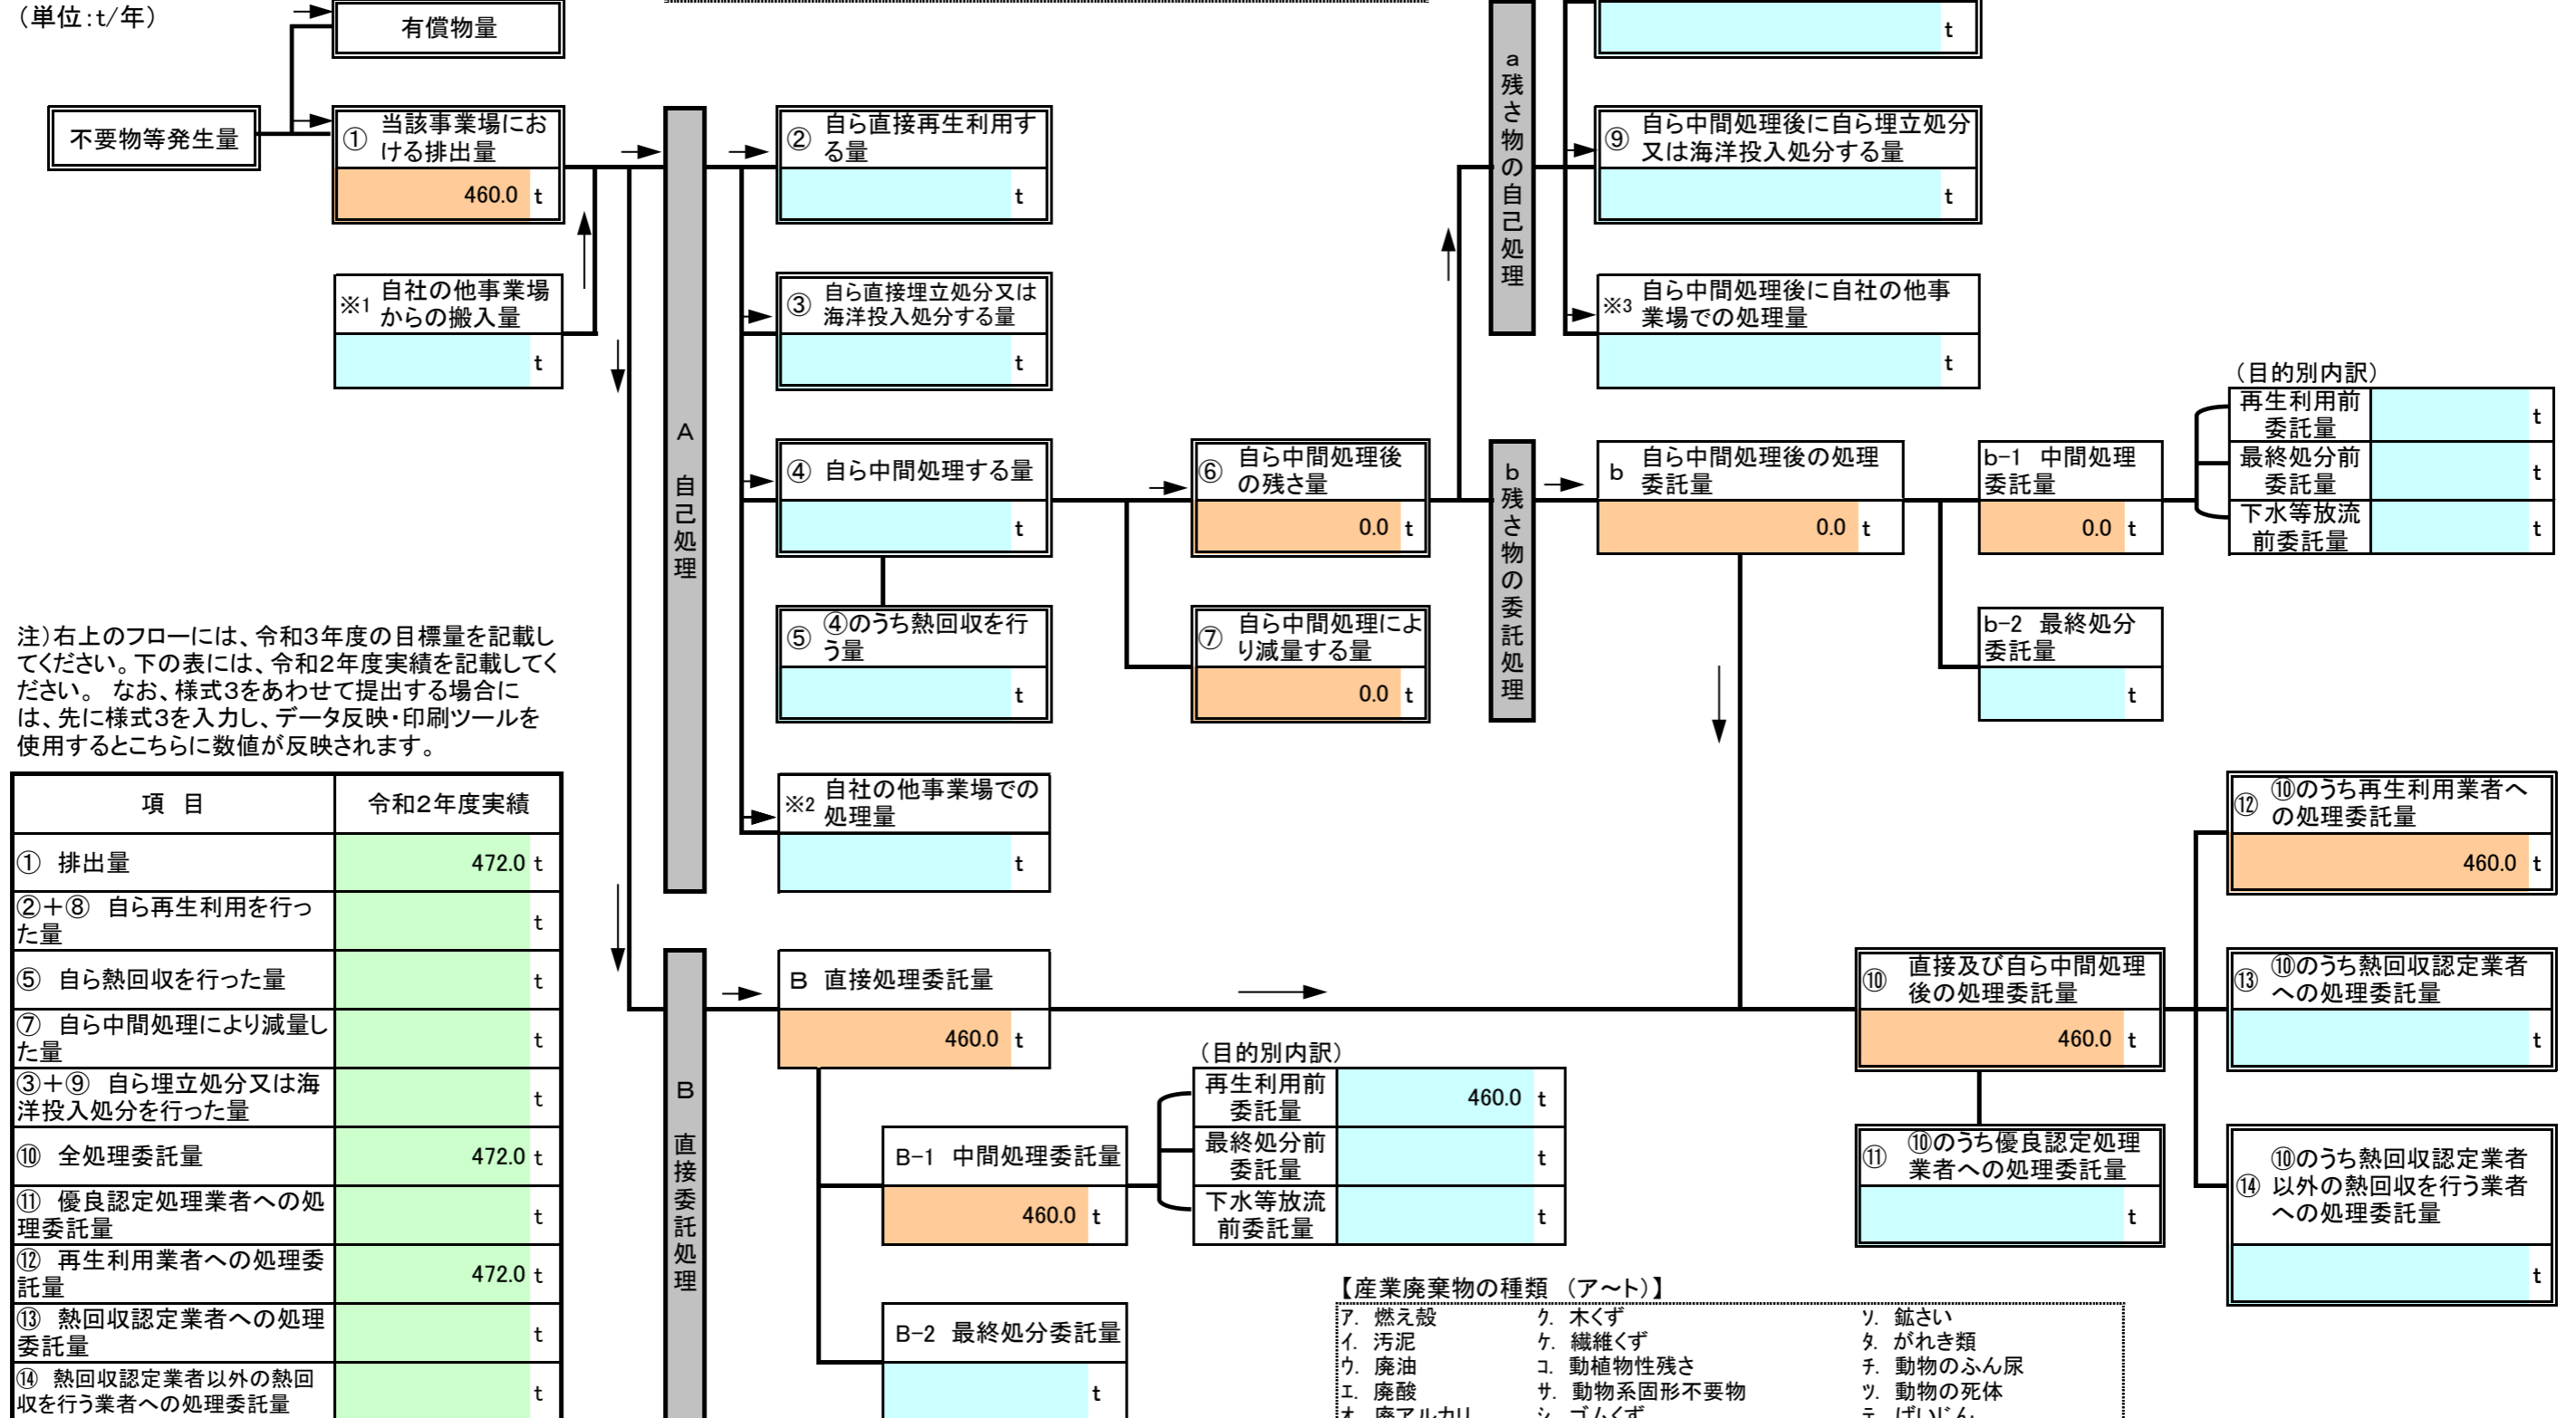 （単位：t/年）
有償物量
不要物等発生量
① 当該事業場にお
ける排出量
460.0 t
※1 自社の他事業場
からの搬入量
t
A 自己処理
② 自ら直接再生利用す
る量
t
③ 自ら直接埋立処分又は
海洋投入処分する量
t
④ 自ら中間処理する量
t
⑤ ④のうち熱回収を行
う量
t
※2 自社の他事業場での
処理量
t
⑥ 自ら中間処理後
の残さ量
0.0 t
⑦ 自ら中間処理によ
り減量する量
0.0 t
a 残さ物の自己処理
t
⑨ 自ら中間処理後に自ら埋立処分
又は海洋投入処分する量
t
※3 自ら中間処理後に自社の他事
業場での処理量
t
b 残さ物の委託処理
b 自ら中間処理後の処理
委託量
0.0 t
b-1 中間処理
委託量
0.0 t
（目的別内訳）
再生利用前
委託量
t
最終処分前
委託量
t
下水等放流
前委託量
t
b-2 最終処分
委託量
t
注）右上のフローには、令和3年度の目標量を記載し
てください。下の表には、令和2年度実績を記載してく
ださい。 なお、様式3をあわせて提出する場合に
は、先に様式3を入力し、データ反映・印刷ツールを
使用するとこちらに数値が反映されます。
項 目 令和2年度実績
① 排出量 472.0 t
②＋⑧ 自ら再生利用を行っ
た量
t
⑤ 自ら熱回収を行った量 t
⑦ 自ら中間処理により減量し
た量
t
③＋⑨ 自ら埋立処分又は海
洋投入処分を行った量
t
⑩ 全処理委託量 472.0 t
⑪ 優良認定処理業者への処
理委託量
t
⑫ 再生利用業者への処理委
託量
472.0 t
⑬ 熱回収認定業者への処理
委託量
t
⑭ 熱回収認定業者以外の熱回
収を行う業者への処理委託量
t
B 直接委託処理
B 直接処理委託量
460.0 t
B-1 中間処理委託量
460.0 t
（目的別内訳）
再生利用前
委託量
460.0 t
最終処分前
委託量
t
下水等放流
前委託量
t
B-2 最終処分委託量
t
⑩ 直接及び自ら中間処理
後の処理委託量
460.0 t
⑪ ⑩のうち優良認定処理
業者への処理委託量
t
⑫ ⑩のうち再生利用業者へ
の処理委託量
460.0 t
⑬ ⑩のうち熱回収認定業者
への処理委託量
t
⑭ ⑩のうち熱回収認定業者
以外の熱回収を行う業者
への処理委託量
t
【産業廃棄物の種類 （ア～ト）】
ｱ. 燃え殻 ｸ. 木くず ｿ. 鉱さい
ｲ. 汚泥 ｹ. 繊維くず ﾀ. がれき類
ｳ. 廃油 ｺ. 動植物性残さ ﾁ. 動物のふん尿
ｴ. 廃酸 ｻ. 動物系固形不要物 ﾂ. 動物の死体
ｵ. 廃アルカリ ｼ. ゴムくず ﾃ. ばいじん